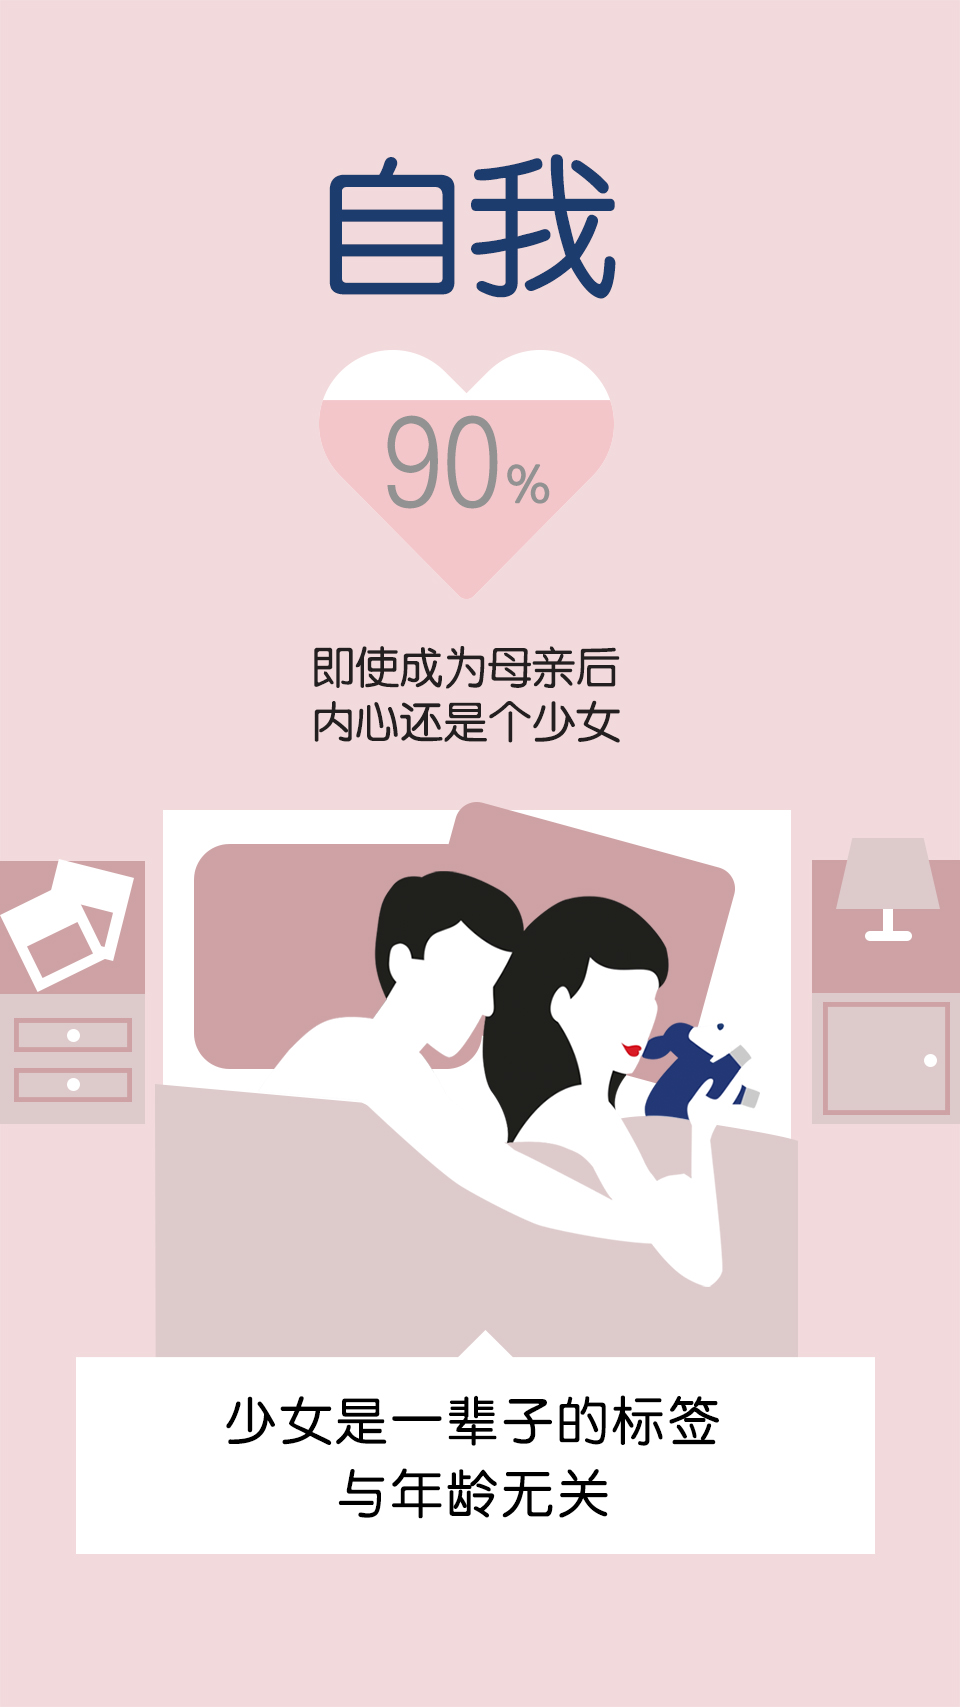 自我
90%
即使成为母亲后
内心还是个少女
少女是一辈子的标签
与年龄无关